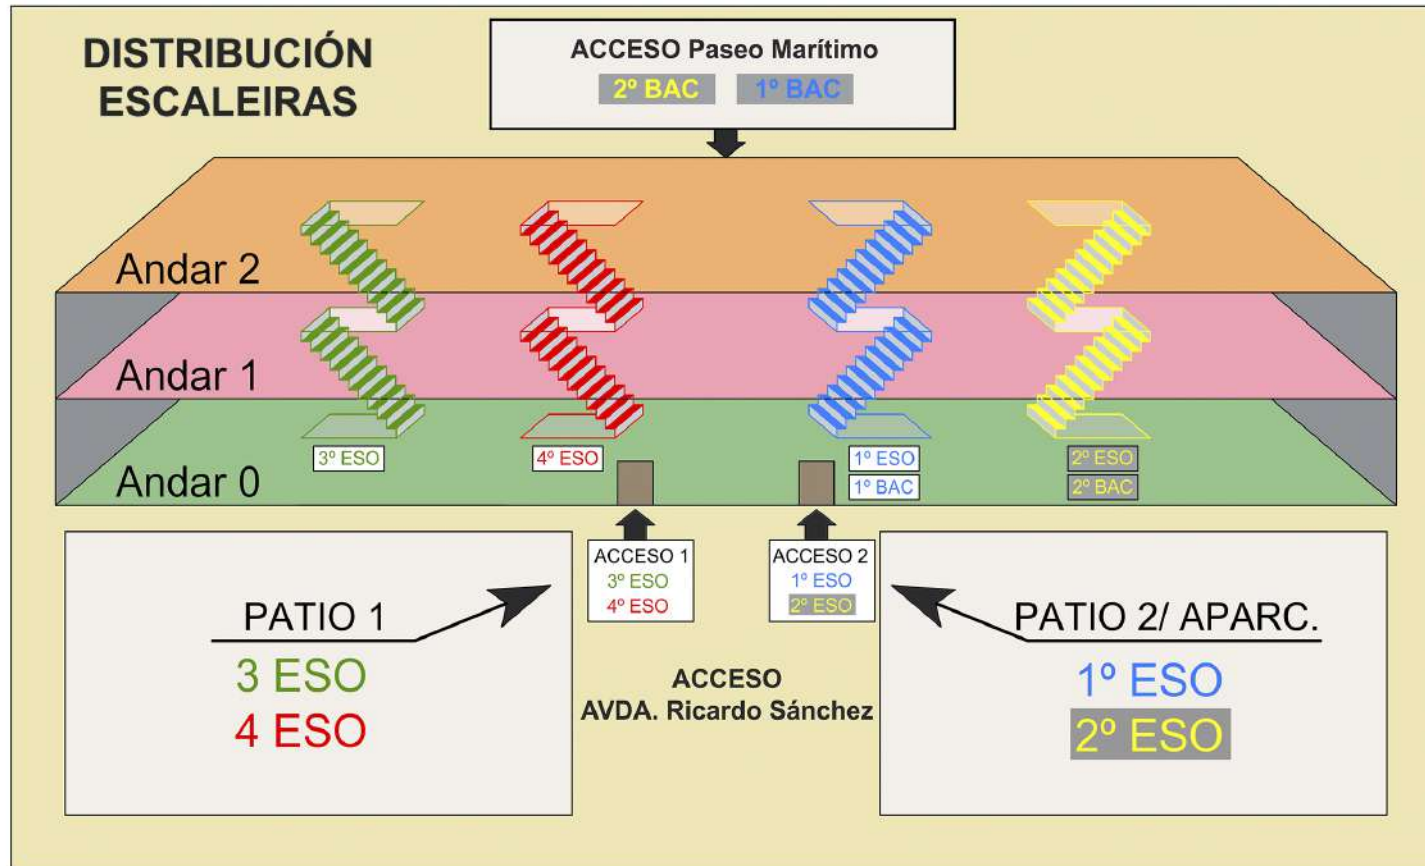 DISTRIBUCIÓN
ESCALEIRAS
ACCESO Paseo Marítimo
2º BAC 1º BAC
Andar 2
Andar 1
Andar 0
3º ESO
4º ESO
1º ESO
1º BAC
2º ESO
2º BAC
ACCESO 1
3º ESO
4º ESO
ACCESO 2
1º ESO
2º ESO
PATIO 1
3 ESO
4 ESO
ACCESO
AVDA. Ricardo Sánchez
PATIO 2/ APARC.
1º ESO
2º ESO